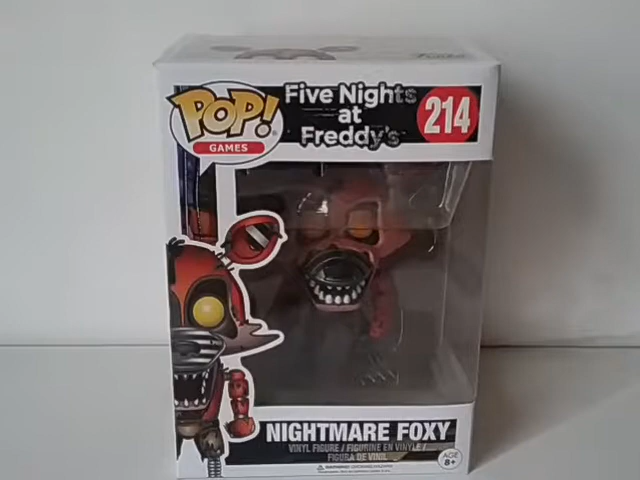 POP!
GAMES
Five Nights
at
Freddy's
214
NIGHTMARE FOXY
VINYL FIGURE / FIGURINE EN VINYLE /
FIGURA DE VINIL
AGE
8+